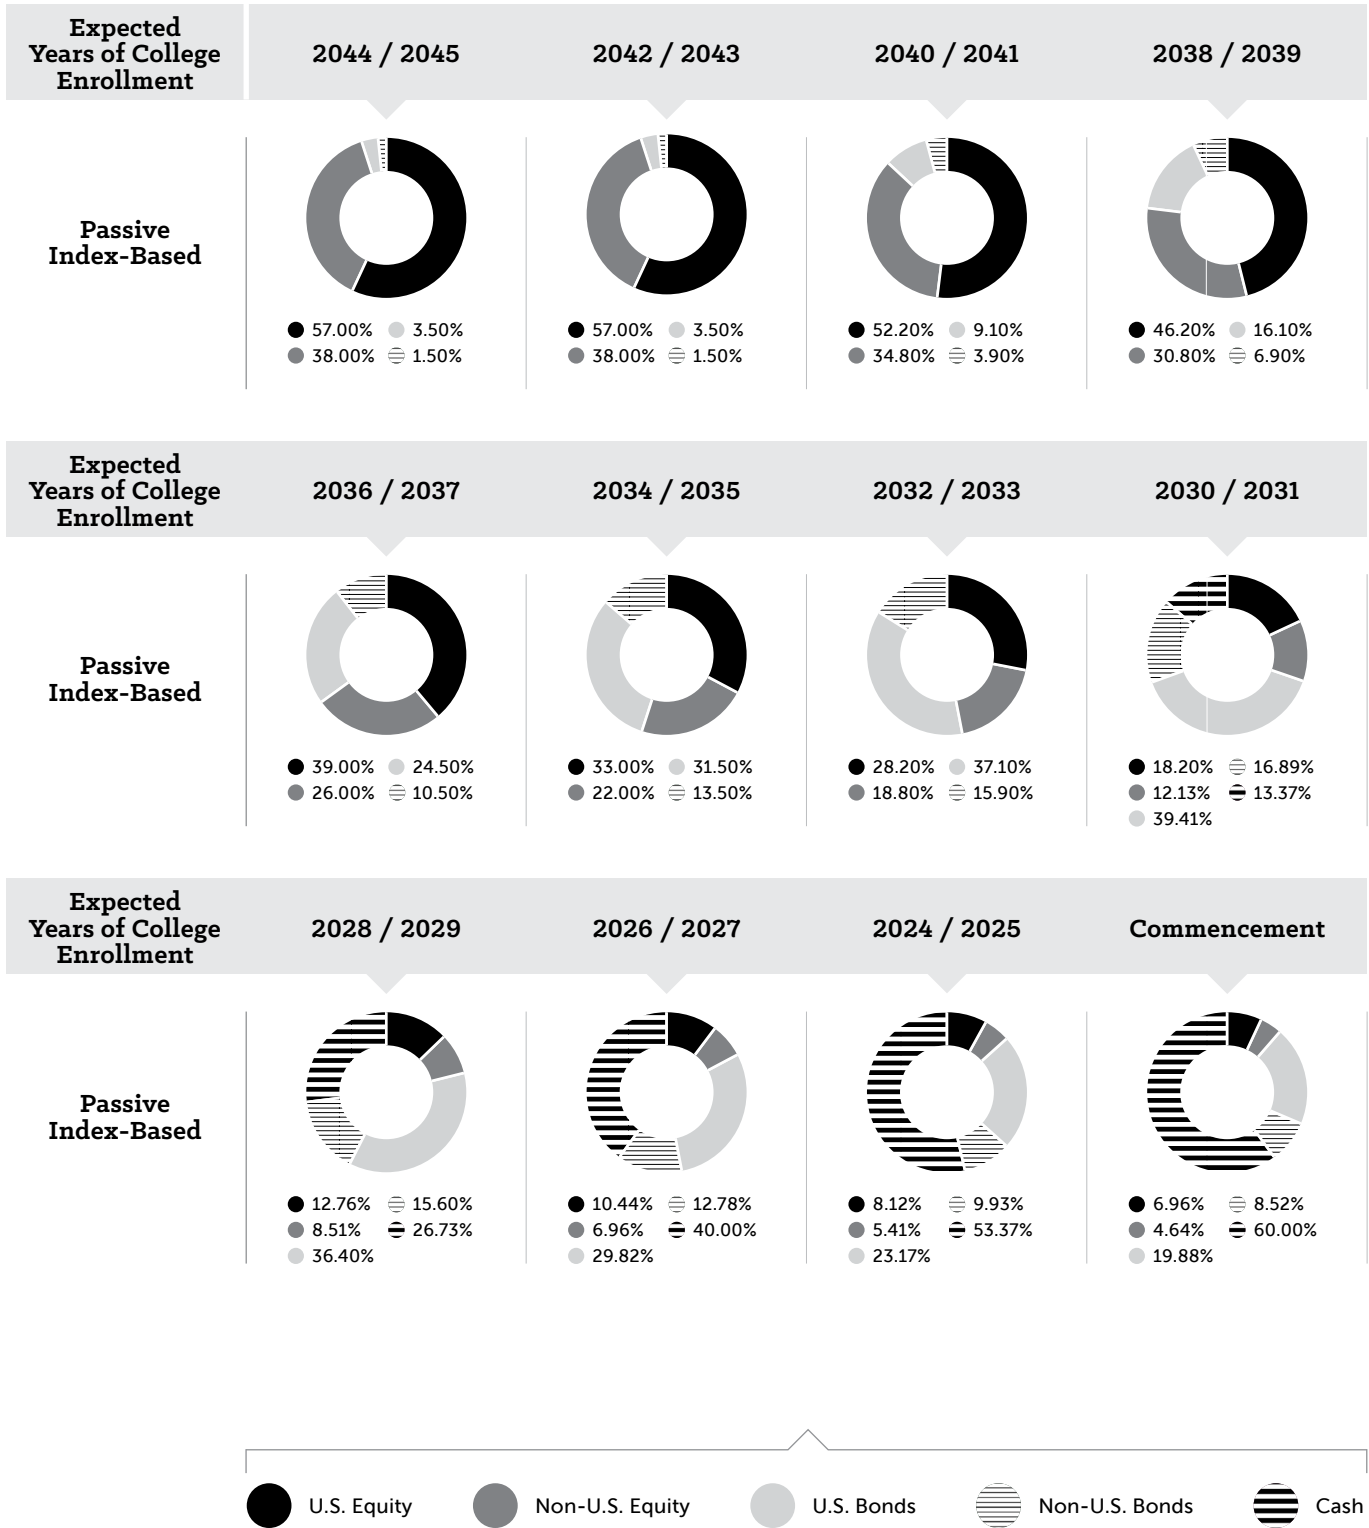 Expected
Years of College
Enrollment
2044 / 2045
2042 / 2043
2040 / 2041
2038 / 2039
Passive
Index-Based
57.00% 3.50%
38.00% 1.50%
57.00% 3.50%
38.00% 1.50%
52.20% 9.10%
34.80% 3.90%
46.20% 16.10%
30.80% 6.90%
Expected
Years of College
Enrollment
2036 / 2037
2034 / 2035
2032 / 2033
2030 / 2031
Passive
Index-Based
39.00% 24.50%
26.00% 10.50%
33.00% 31.50%
22.00% 13.50%
28.20% 37.10%
18.80% 15.90%
18.20% 16.89%
12.13% 13.37%
39.41%
Expected
Years of College
Enrollment
2028 / 2029
2026 / 2027
2024 / 2025
Commencement
Passive
Index-Based
12.76% 15.60%
8.51% 26.73%
36.40%
10.44% 12.78%
6.96% 40.00%
29.82%
8.12% 9.93%
5.41% 53.37%
23.17%
6.96% 8.52%
4.64% 60.00%
19.88%
U.S. Equity
Non-U.S. Equity
U.S. Bonds
Non-U.S. Bonds
Cash